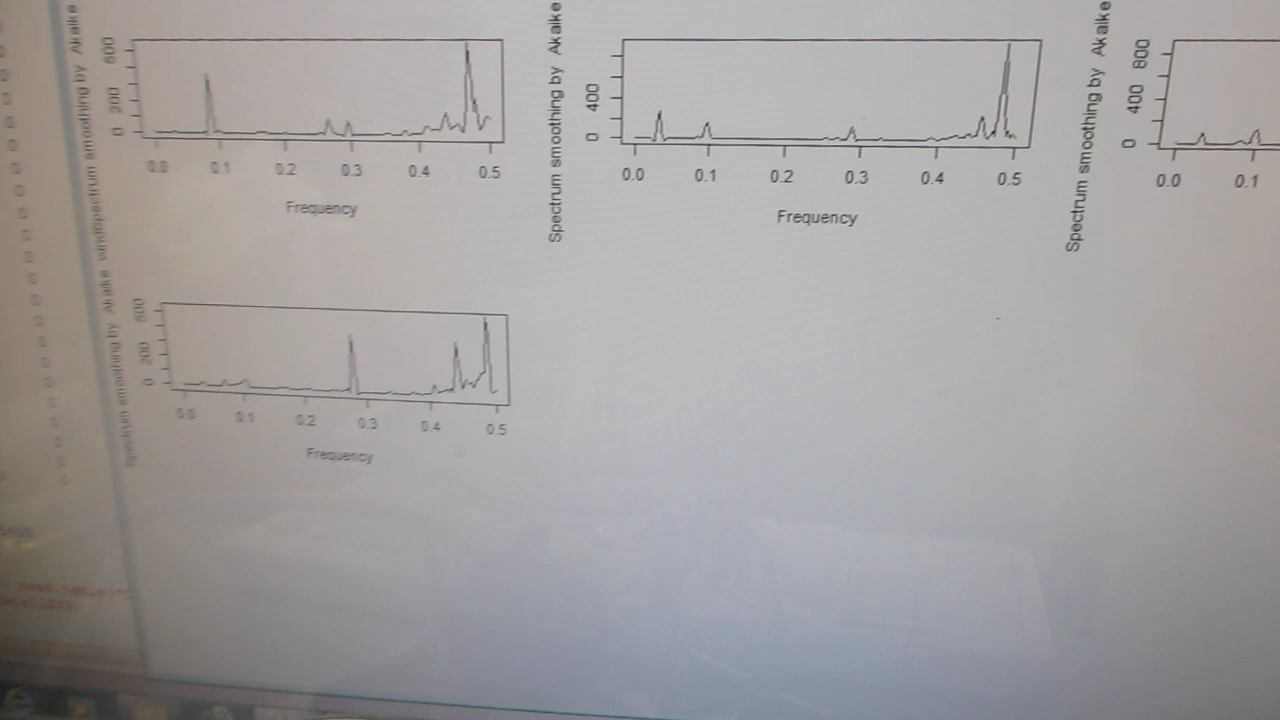 Spectrum smoothing by Akaike
600
200
0
0.0 0.1 0.2 0.3 0.4 0.5
Frequency
Spectrum smoothing by Akaike
400
0
0.0 0.1 0.2 0.3 0.4 0.5
Frequency
Spectrum smoothing by Akaike
800
400
0
0.0 0.1
Spectrum smoothing by Akaike wind
600
200
0
0.0 0.1 0.2 0.3 0.4 0.5
Frequency